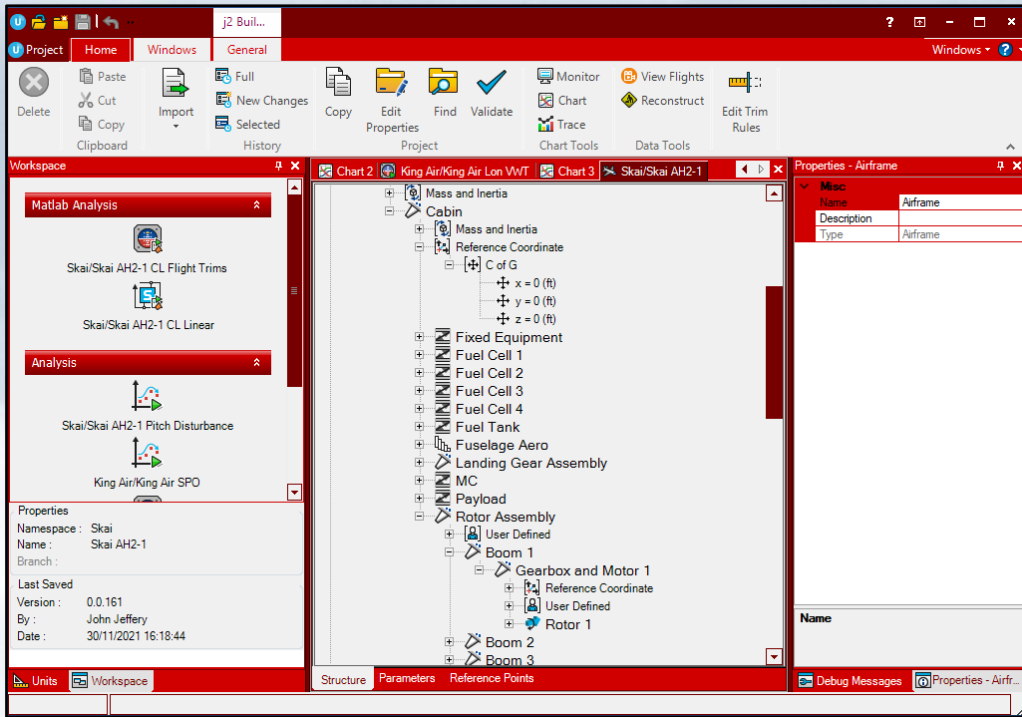 j2 Buil...
Project Home Windows General Windows
Delete
Paste
Cut
Copy
Clipboard
Import
Full
New Changes
Selected
History
Copy
Edit Properties
Find
Validate
Project
Monitor
Chart
Trace
Chart Tools
View Flights
Reconstruct
Data Tools
Edit Trim Rules
Workspace
Matlab Analysis
Skai/Skai AH2-1 CL Flight Trims
Skai/Skai AH2-1 CL Linear
Analysis
Skai/Skai AH2-1 Pitch Disturbance
King Air/King Air SPO
Properties
Namespace : Skai
Name : Skai AH2-1
Branch :
Last Saved
Version : 0.0.161
By : John Jeffery
Date : 30/11/2021 16:18:44
Units Workspace
Chart 2 King Air/King Air Lon VWT Chart 3 Skai/Skai AH2-1
Mass and Inertia
Cabin
Mass and Inertia
Reference Coordinate
C of G
x = 0 (ft)
y = 0 (ft)
z = 0 (ft)
Fixed Equipment
Fuel Cell 1
Fuel Cell 2
Fuel Cell 3
Fuel Cell 4
Fuel Tank
Fuselage Aero
Landing Gear Assembly
MC
Payload
Rotor Assembly
User Defined
Boom 1
Gearbox and Motor 1
Reference Coordinate
User Defined
Rotor 1
Boom 2
Boom 3
Structure Parameters Reference Points
Properties - Airframe
Misc
Name Airframe
Description
Type Airframe
Name
Debug Messages Properties - Airfr...